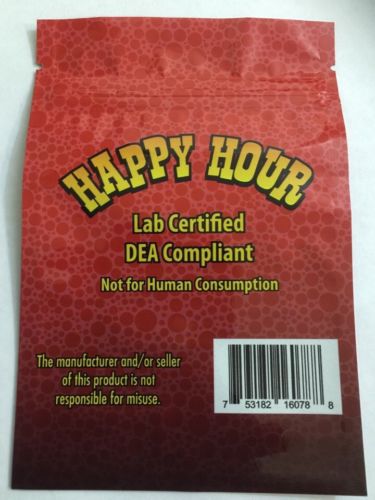 HAPPY HOUR
Lab Certified
DEA Compliant
Not for Human Consumption
The manufacturer and/or seller
of this product is not
responsible for misuse.
7 53182 16078 8